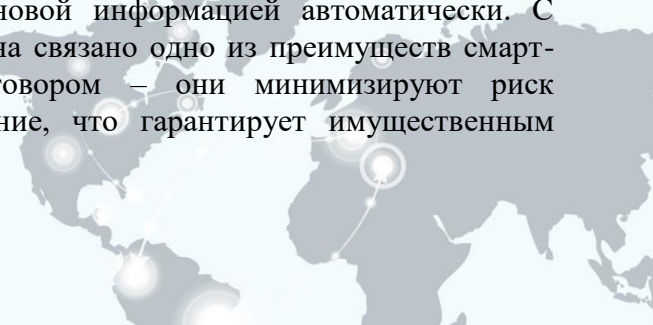 новой информацией автоматически. С
на связано одно из преимуществ смарт-
говором – они минимизируют риск
ние, что гарантирует имущественным